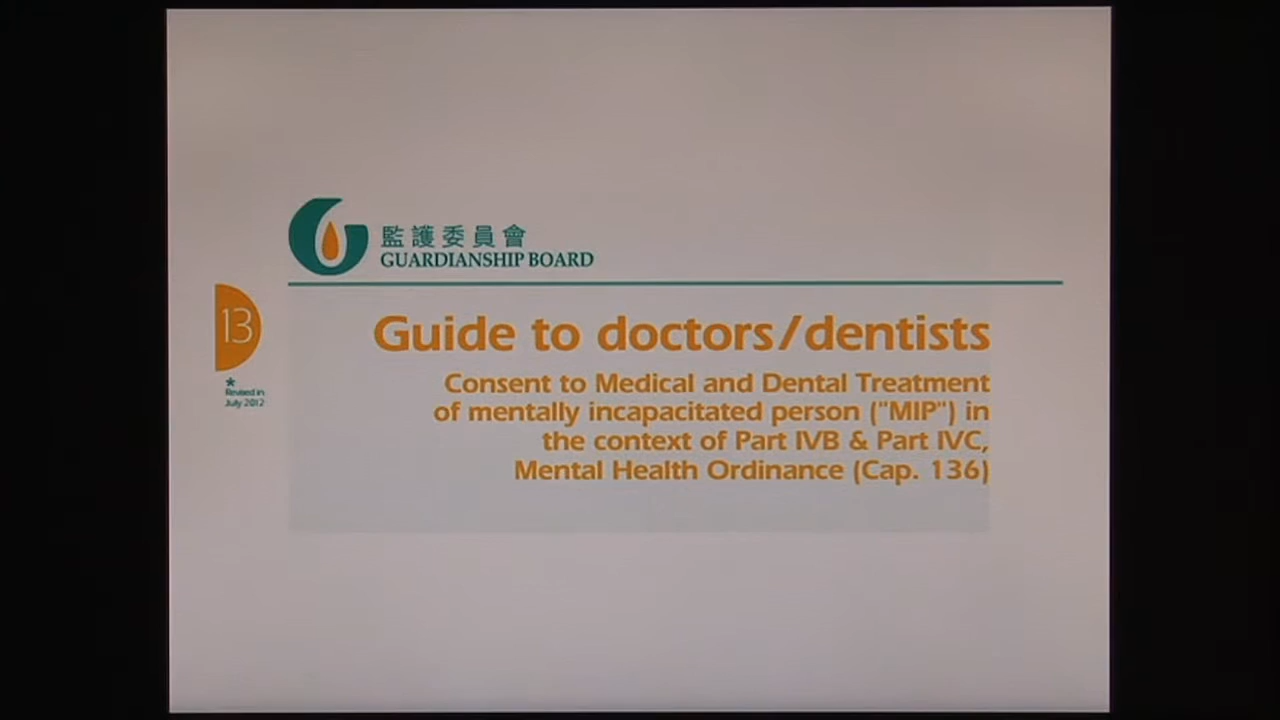 監護委員會
GUARDIANSHIP BOARD
13
*
Revised in
July 2012
Guide to doctors/dentists
Consent to Medical and Dental Treatment
of mentally incapacitated person ("MIP") in
the context of Part IVB & Part IVC,
Mental Health Ordinance (Cap. 136)